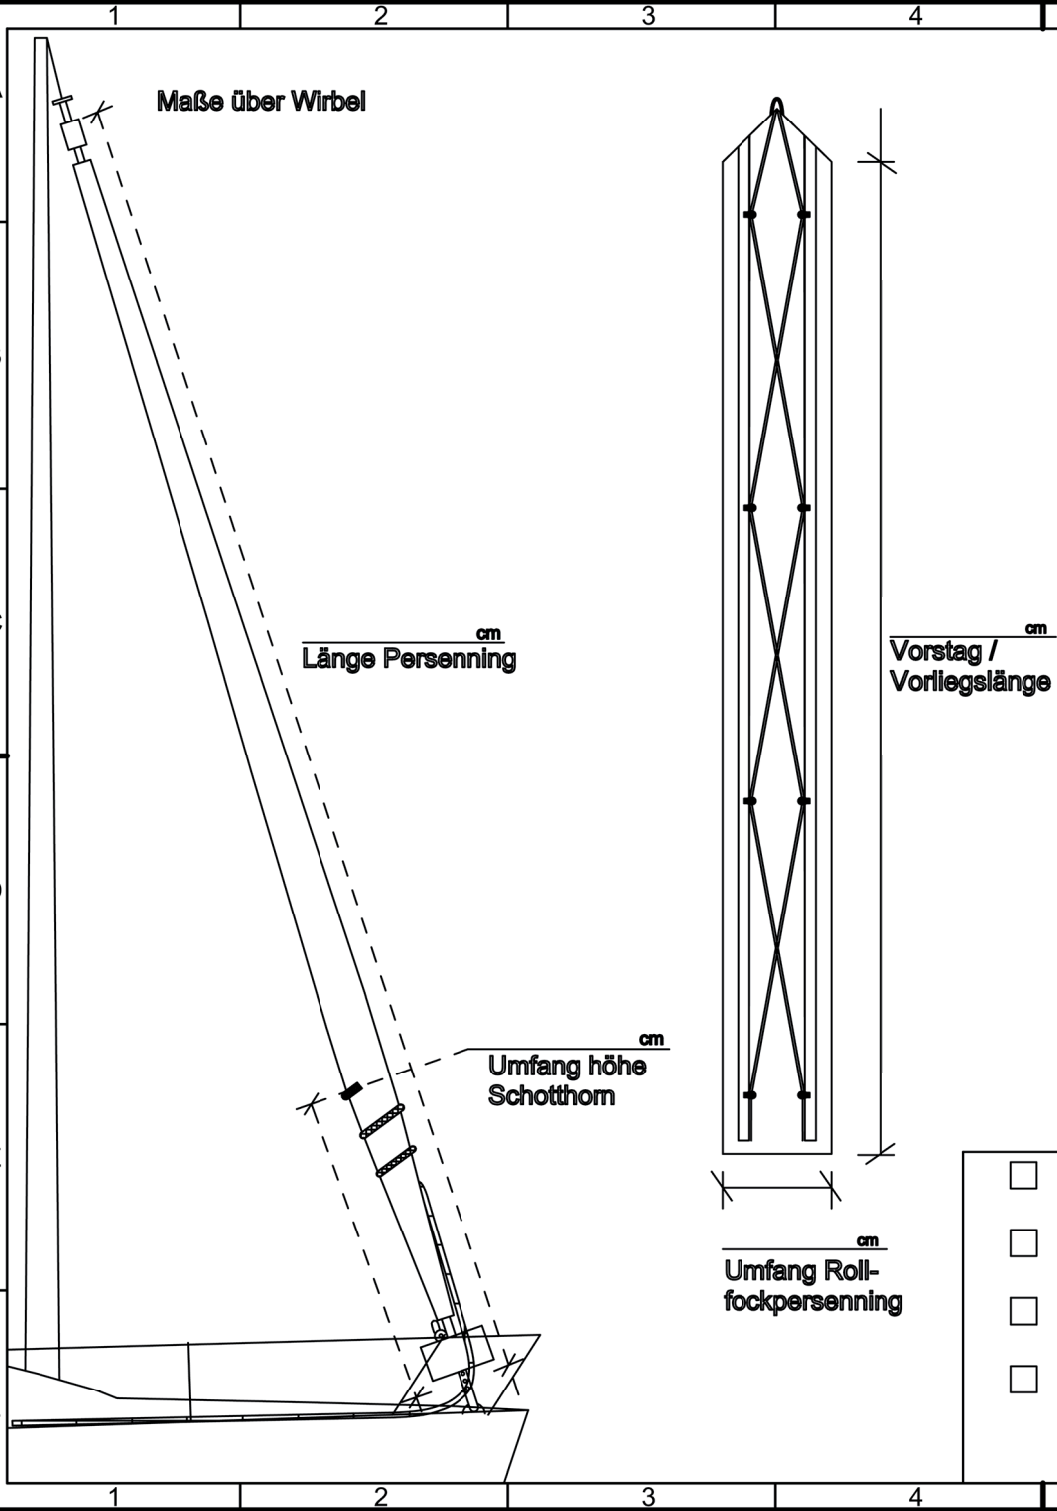 1 2 3 4
Maße über Wirbel
cm
Länge Persenning
cm
Vorstag /
Vorliegslänge
cm
Umfang höhe
Schotthorn
cm
Umfang Roll-
fockpersenning
1 2 3 4